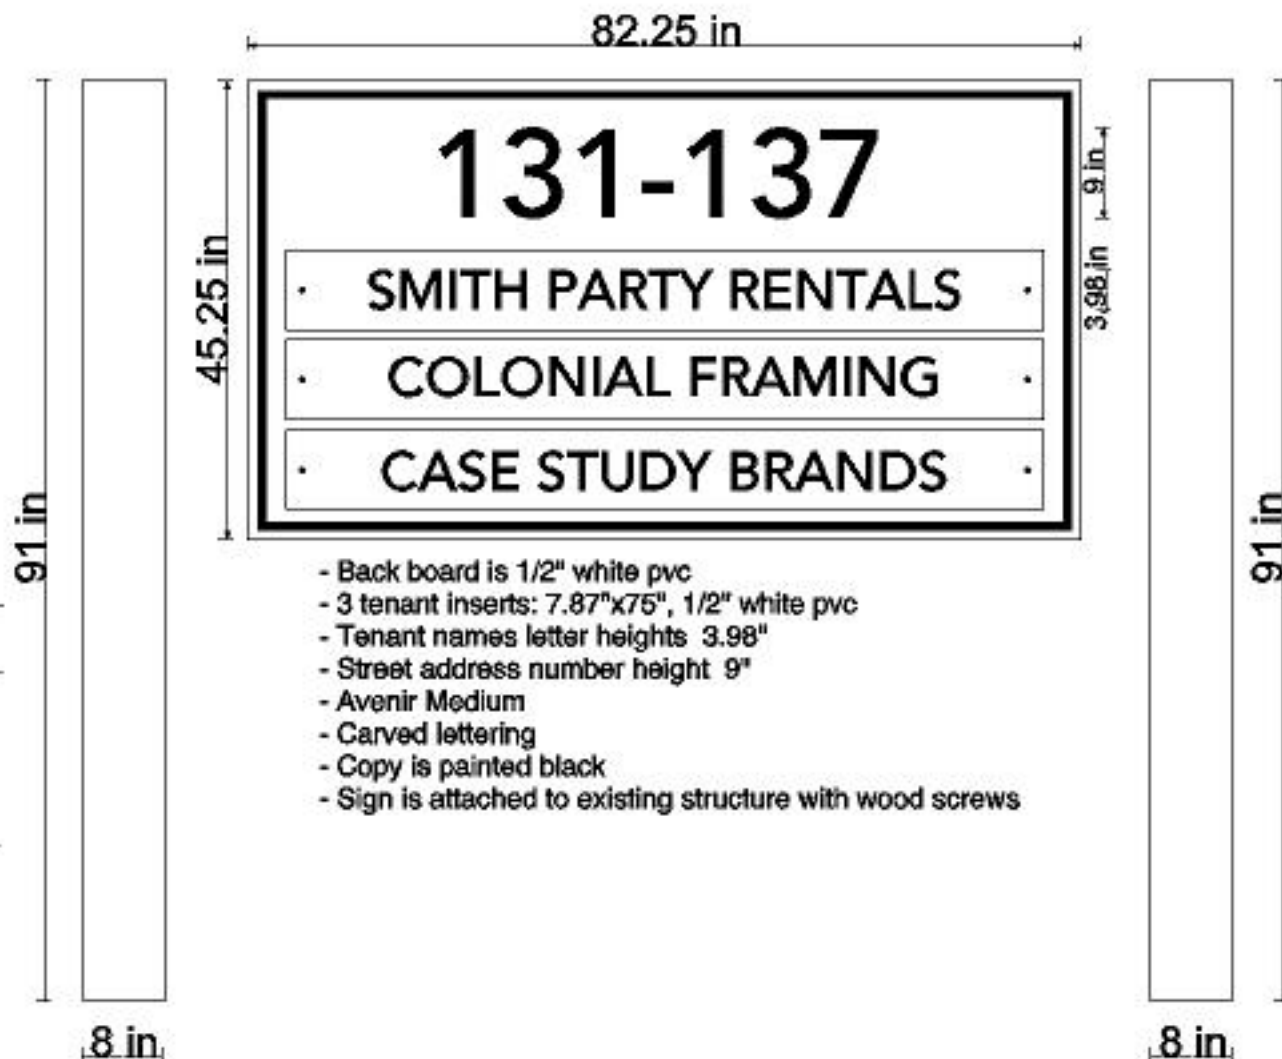 82.25 in
131-137
9 in
SMITH PARTY RENTALS
3.98 in
45.25 in
COLONIAL FRAMING
CASE STUDY BRANDS
91 in
91 in
- Back board is 1/2" white pvc
- 3 tenant inserts: 7.87"x75", 1/2" white pvc
- Tenant names letter heights 3.98"
- Street address number height 9"
- Avenir Medium
- Carved lettering
- Copy is painted black
- Sign is attached to existing structure with wood screws
8 in
8 in